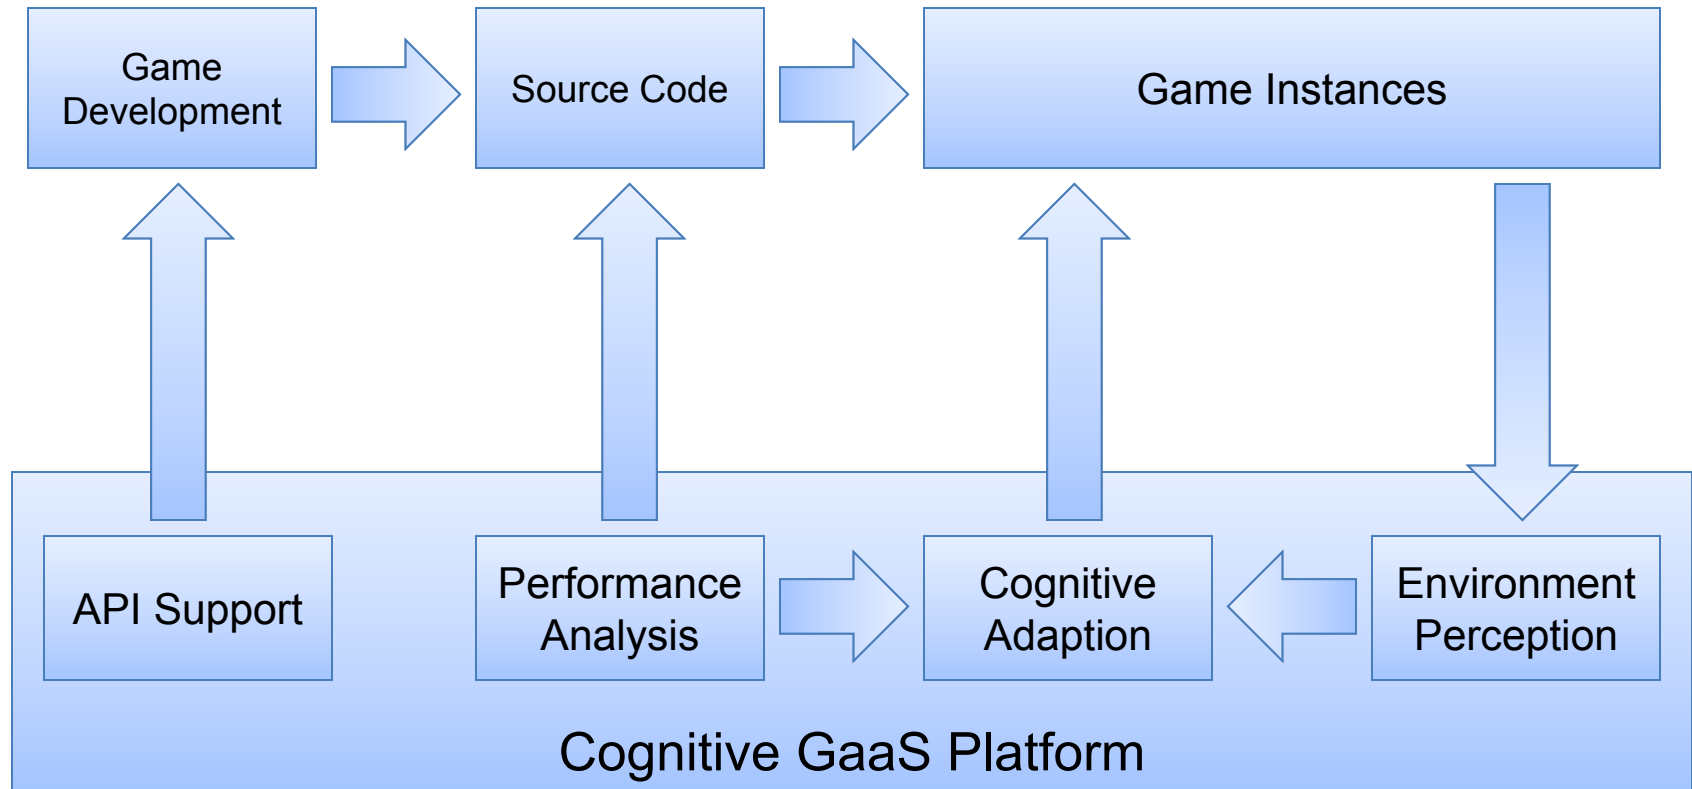 Game
Development
Source Code
Game Instances
API Support
Performance
Analysis
Cognitive
Adaption
Environment
Perception
Cognitive GaaS Platform